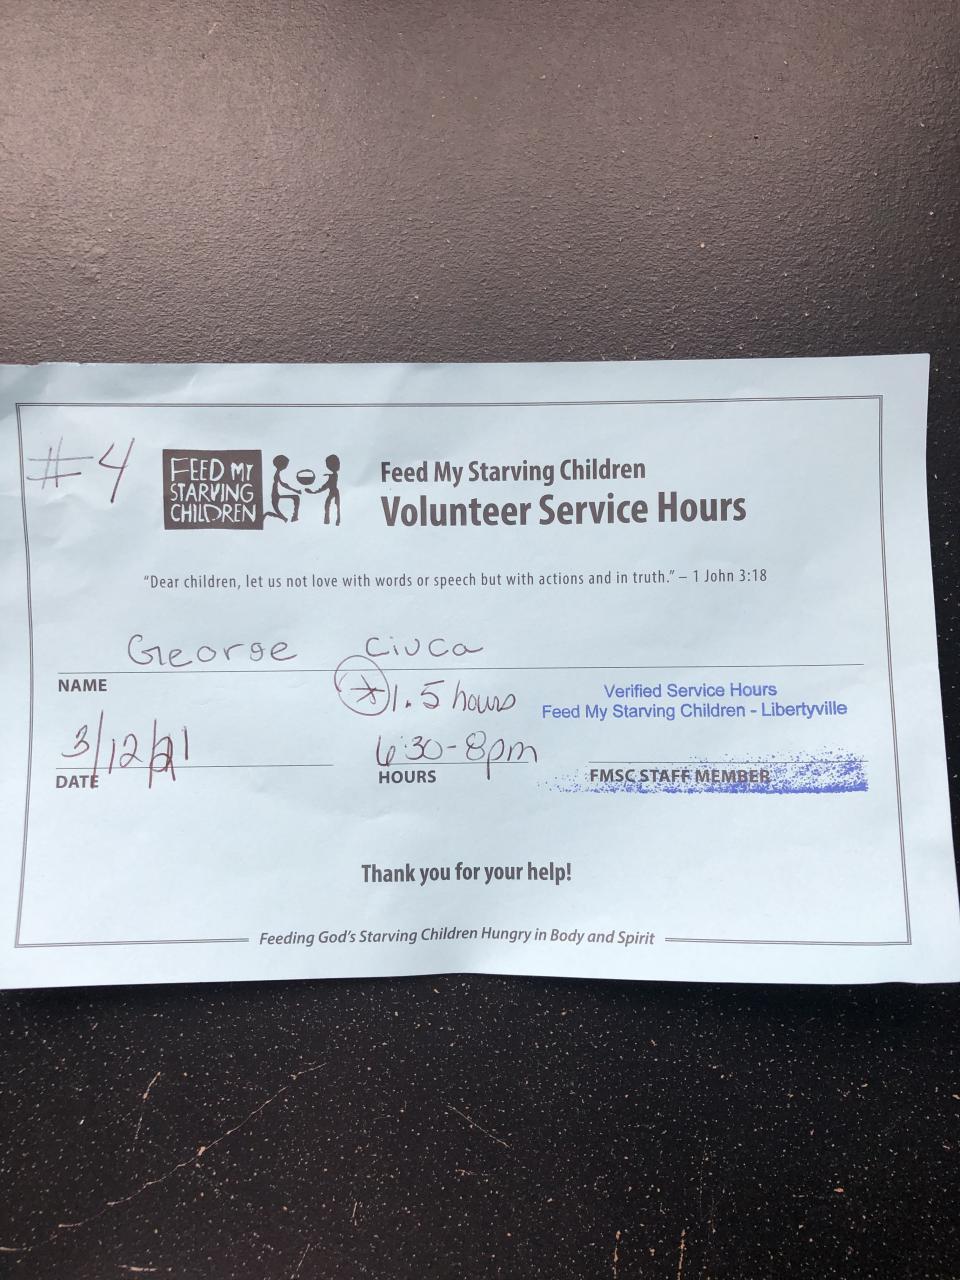 #4
FEED MY
STARVING
CHILDREN
Feed My Starving Children
Volunteer Service Hours
“Dear children, let us not love with words or speech but with actions and in truth.” – 1 John 3:18
George Ciuca
NAME
*1.5 hours
Verified Service Hours
Feed My Starving Children - Libertyville
3/12/21
6:30-8pm
DATE
HOURS
FMSC STAFF MEMBER
Thank you for your help!
Feeding God's Starving Children Hungry in Body and Spirit